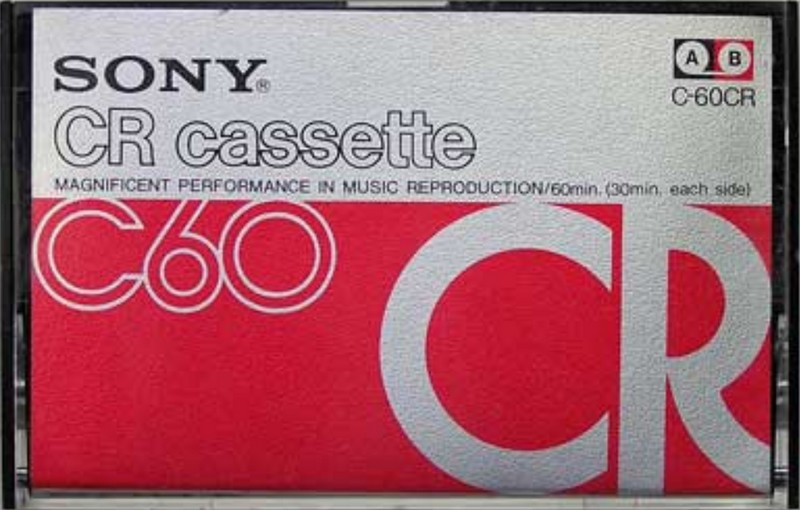 SONY®
A B
C-60CR
CR cassette
MAGNIFICENT PERFORMANCE IN MUSIC REPRODUCTION/60min. (30min. each side)
C60
CR